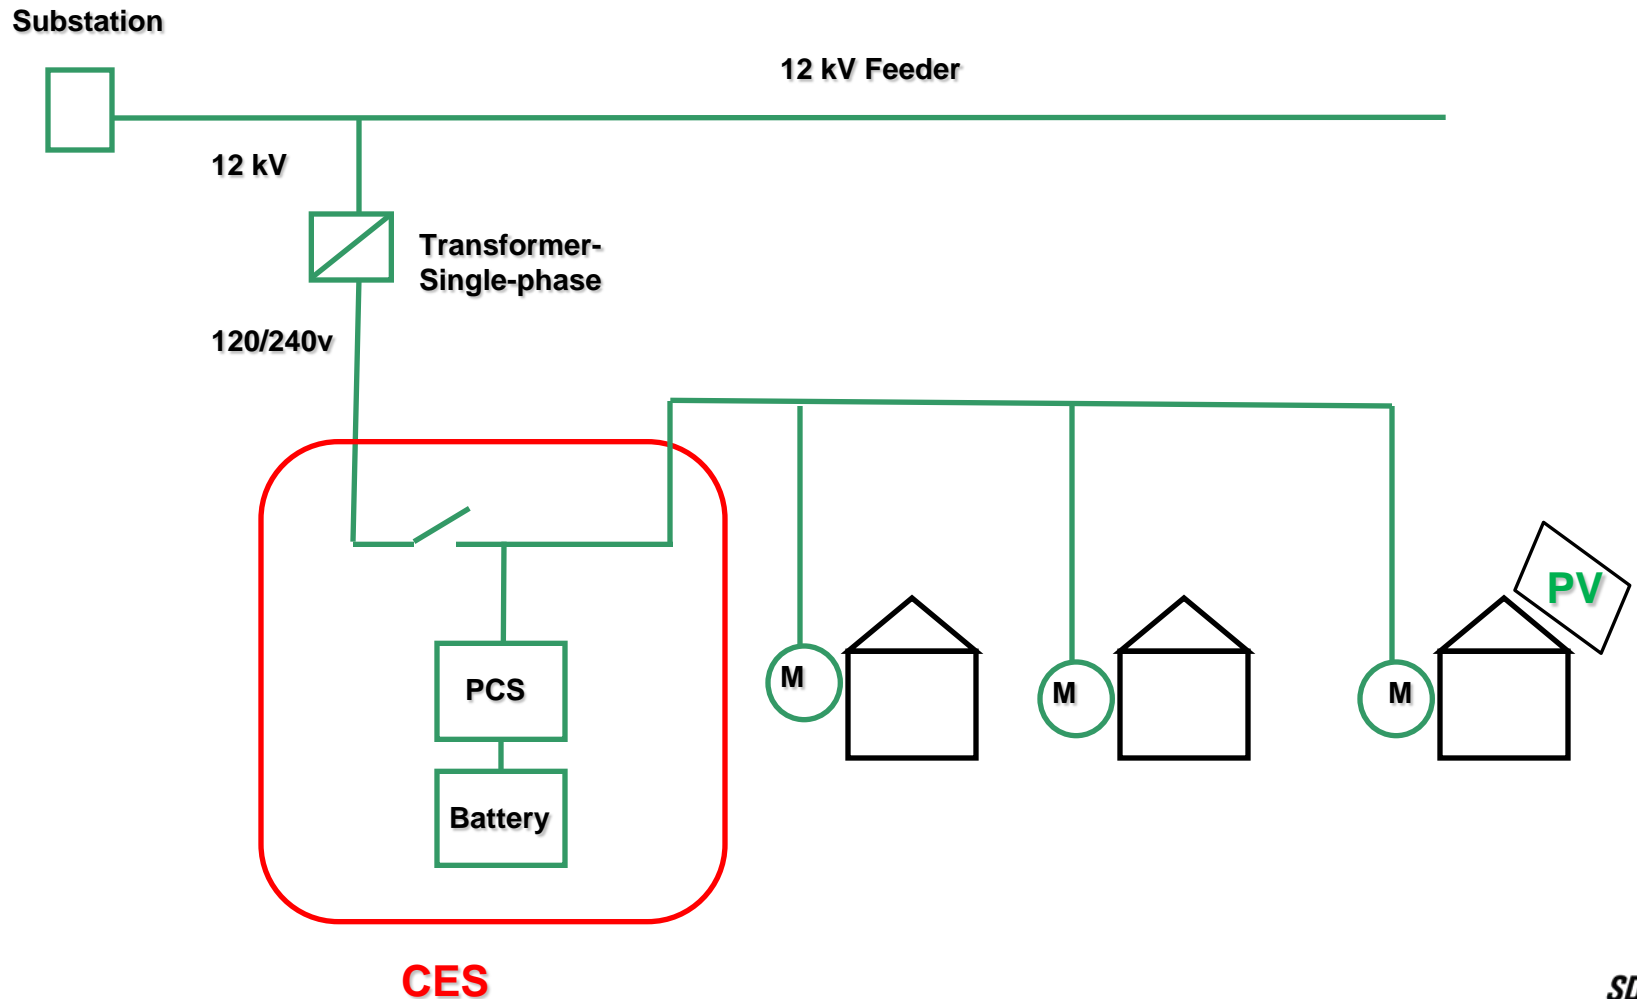 Substation
12 kV Feeder
12 kV
Transformer-
Single-phase
120/240v
PV
M
M
M
PCS
Battery
CES